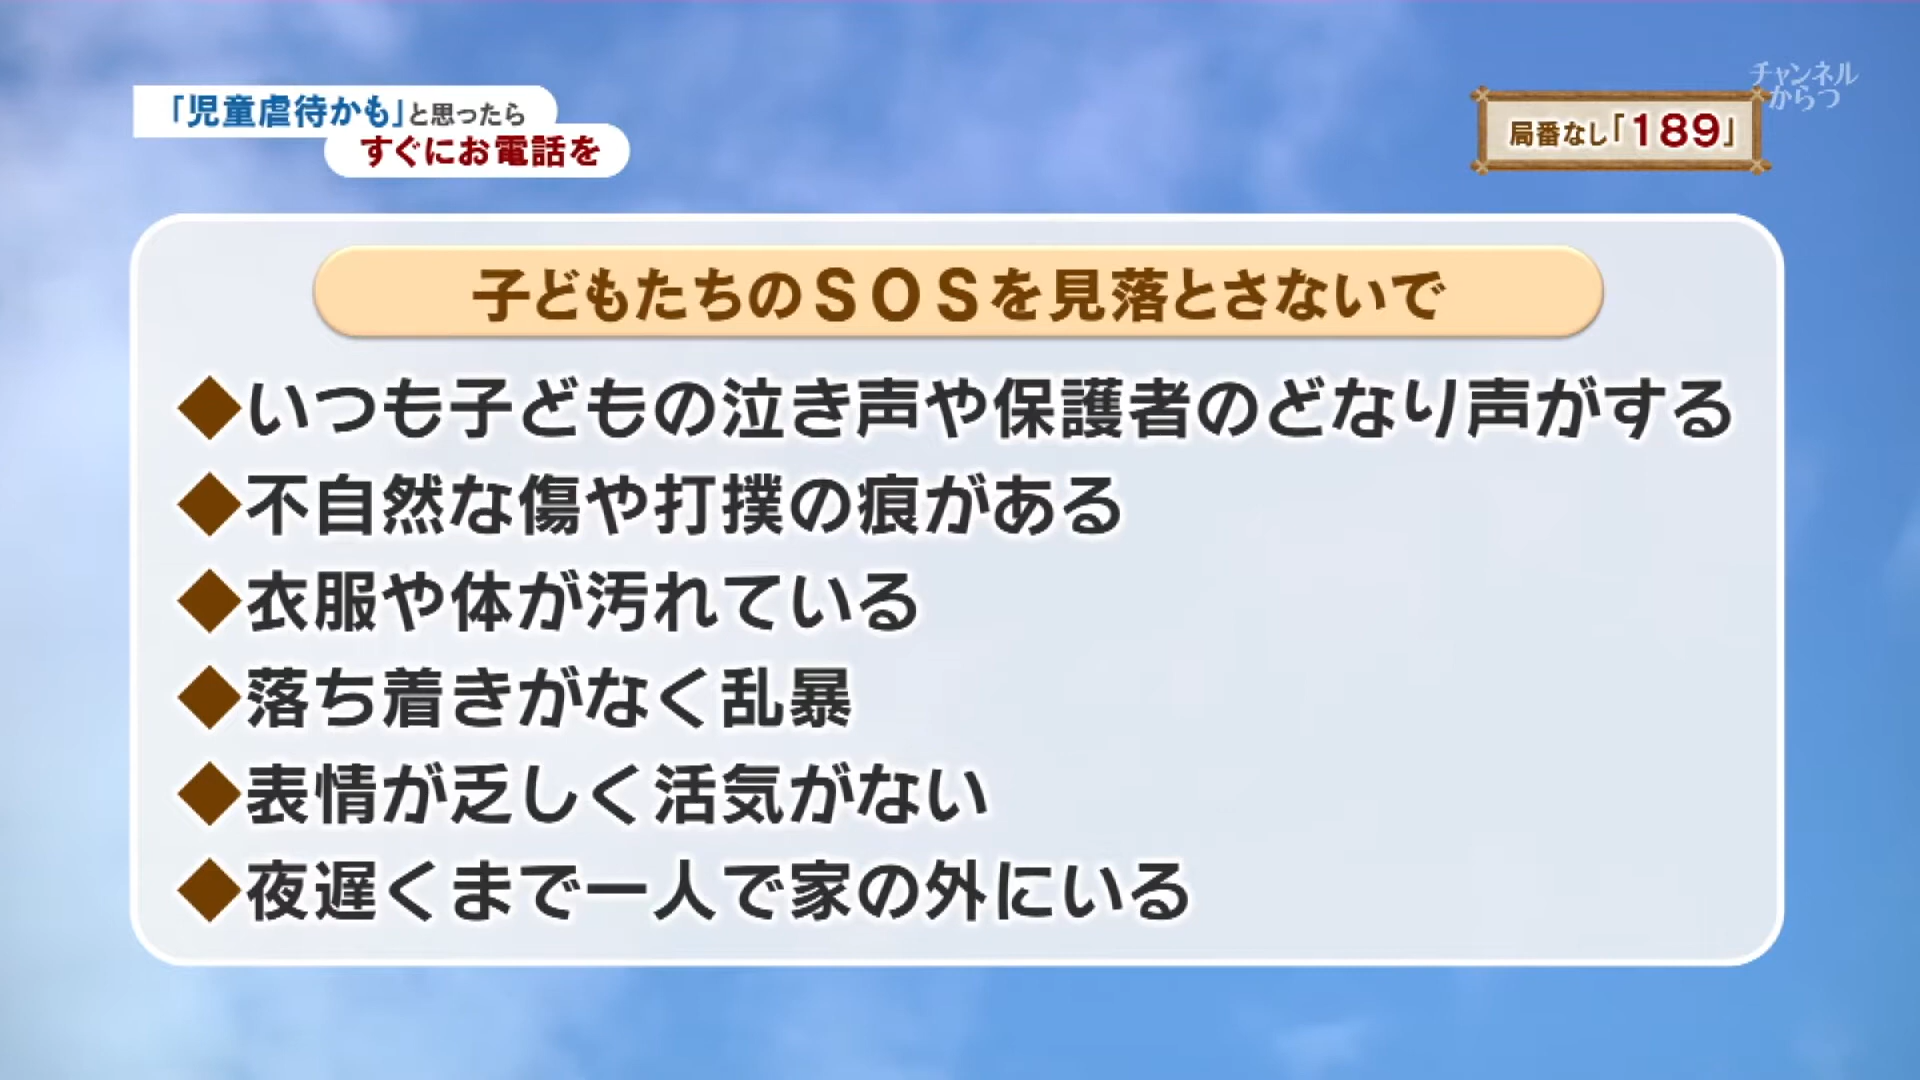 「児童虐待かも」と思ったら
すぐにお電話を
チャンネル
からつ
局番なし「189」
子どもたちのSOSを見落とさないで
◆いつも子どもの泣き声や保護者のどなり声がする
◆不自然な傷や打撲の痕がある
◆衣服や体が汚れている
◆落ち着きがなく乱暴
◆表情が乏しく活気がない
◆夜遅くまで一人で家の外にいる